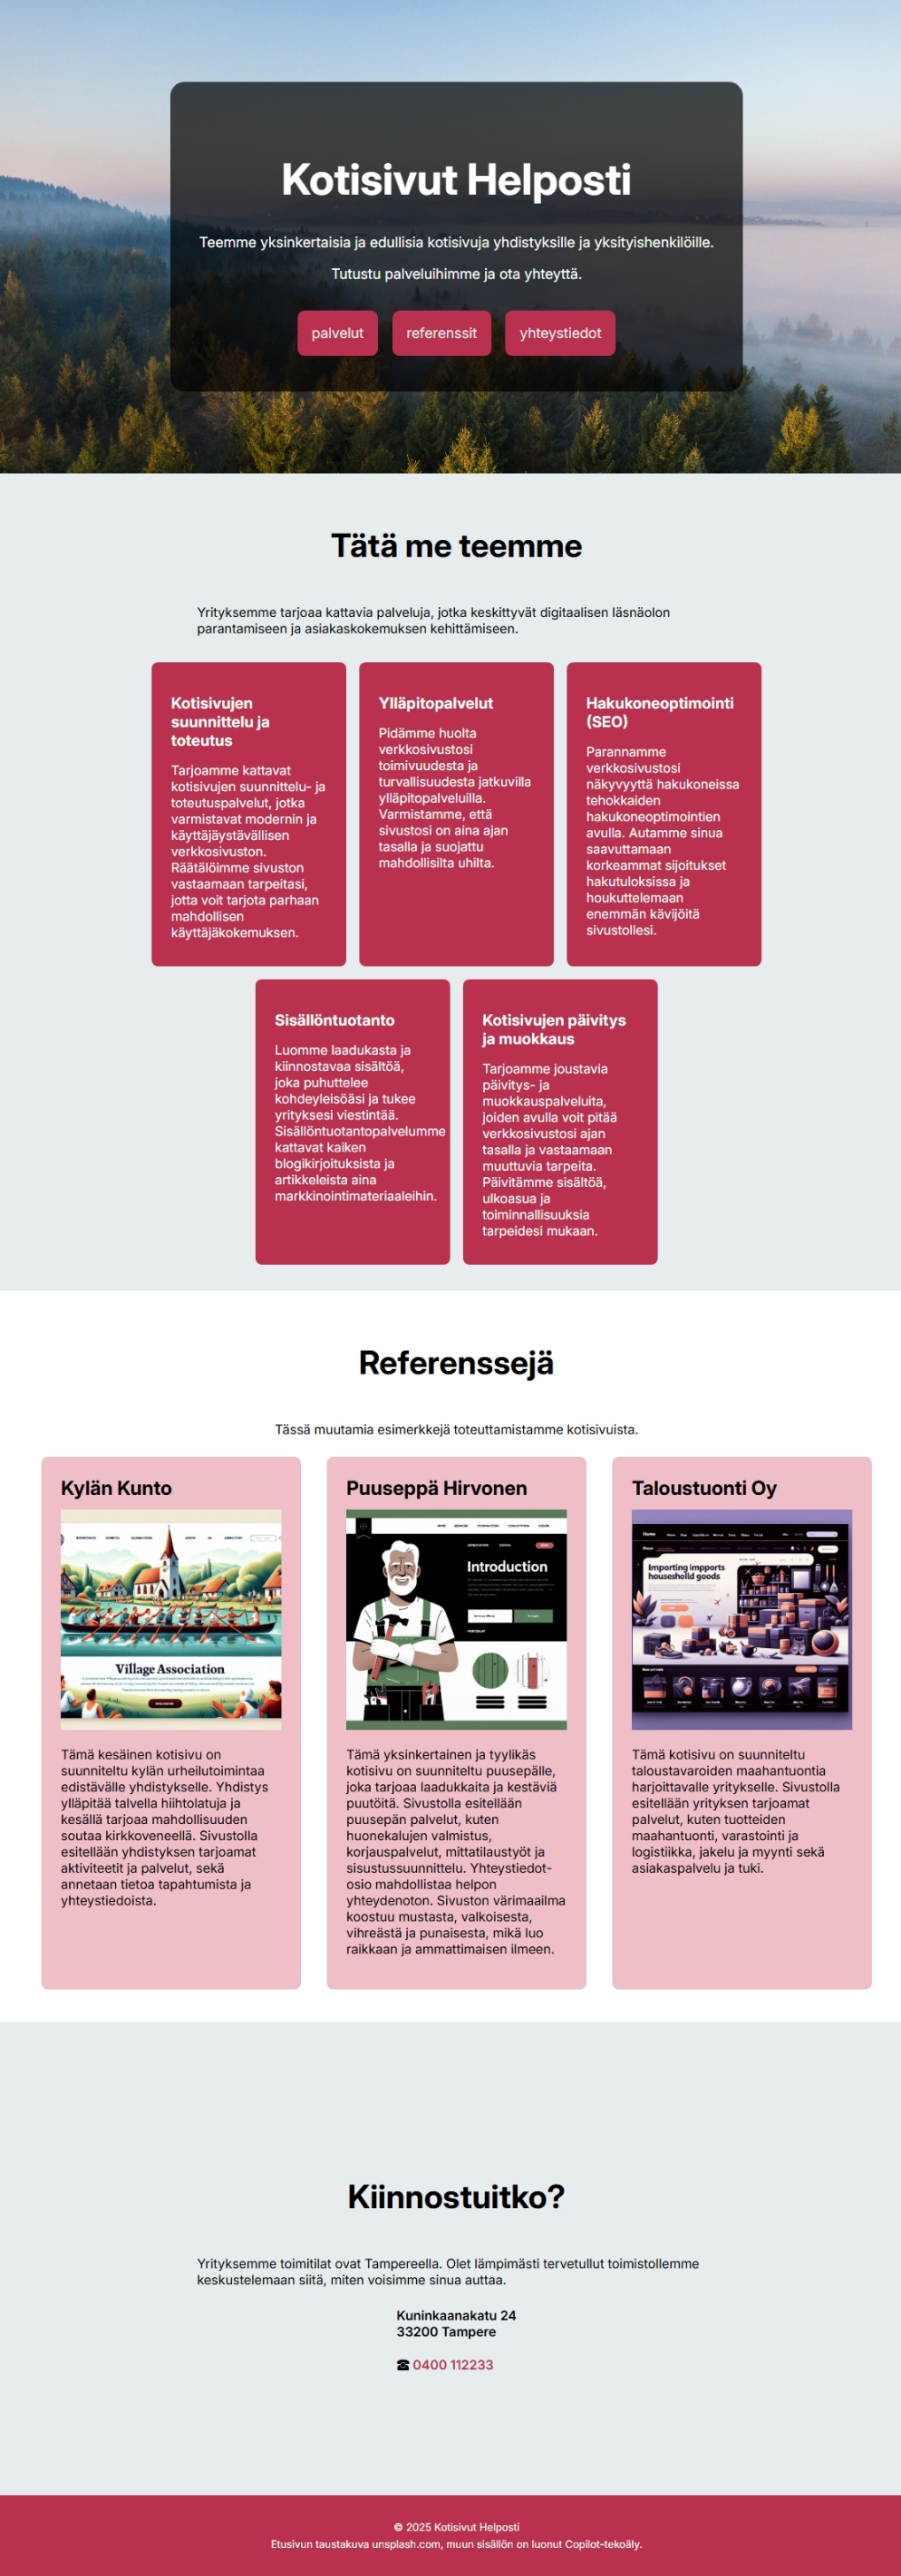 Kotisivut Helposti
Teemme yksinkertaisia ja edullisia kotisivuja yhdistyksille ja yksityishenkilöille.
Tutustu palveluihimme ja ota yhteyttä.
palvelut
referenssit
yhteystiedot
Tätä me teemme
Yrityksemme tarjoaa kattavia palveluja, jotka keskittyvät digitaalisen läsnäolon
parantamiseen ja asiakaskokemuksen kehittämiseen.
Kotisivujen
suunnittelu ja
toteutus
Tarjoamme kattavat
kotisivujen suunnittelu- ja
toteutuspalvelut, jotka
varmistavat modernin ja
käyttäjäystävällisen
verkkosivuston.
Räätälöimme sivuston
vastaamaan tarpeitasi,
jotta voit tarjota parhaan
mahdollisen
käyttäjäkokemuksen.
Ylläpitopalvelut
Pidämme huolta
verkkosivustosi
toimivuudesta ja
turvallisuudesta jatkuvilla
ylläpitopalveluilla.
Varmistamme, että
sivustosi on aina ajan
tasalla ja suojattu
mahdollisilta uhilta.
Hakukoneoptimointi
(SEO)
Parannamme
verkkosivustosi
näkyvyyttä hakukoneissa
tehokkaiden
hakukoneoptimointien
avulla. Autamme sinua
saavuttamaan
korkeammat sijoitukset
hakutuloksissa ja
houkuttelemaan
enemmän kävijöitä
sivustollesi.
Sisällöntuotanto
Luomme laadukasta ja
kiinnostavaa sisältöä,
joka puhuttelee
kohdeyleisöäsi ja tukee
yrityksesi viestintää.
Sisällöntuotantopalvelumme
kattavat kaiken
blogikirjoituksista ja
artikkeleista aina
markkinointimateriaaleihin.
Kotisivujen päivitys
ja muokkaus
Tarjoamme joustavia
päivitys- ja
muokkauspalveluita,
joiden avulla voit pitää
verkkosivustosi ajan
tasalla ja vastaamaan
muuttuvia tarpeita.
Päivitämme sisältöä,
ulkoasua ja
toiminnallisuuksia
tarpeidesi mukaan.
Referenssejä
Tässä muutamia esimerkkejä toteuttamistamme kotisivuista.
Kylän Kunto
Village Association
Tämä kesäinen kotisivu on
suunniteltu kylän urheilutoimintaa
edistävälle yhdistykselle. Yhdistys
ylläpitää talvella hiihtolatuja ja
kesällä tarjoaa mahdollisuuden
soutaa kirkkoveneellä. Sivustolla
esitellään yhdistyksen tarjoamat
aktiviteetit ja palvelut, sekä
annetaan tietoa tapahtumista ja
yhteystiedoista.
Puuseppä Hirvonen
Introduction
Tämä yksinkertainen ja tyylikäs
kotisivu on suunniteltu puusepälle,
joka tarjoaa laadukkaita ja kestäviä
puutöitä. Sivustolla esitellään
puusepän palvelut, kuten
huonekalujen valmistus,
korjauspalvelut, mittatilaustyöt ja
sisustussuunnittelu. Yhteystiedot-
osio mahdollistaa helpon
yhteydenoton. Sivuston värimaailma
koostuu mustasta, valkoisesta,
vihreästä ja punaisesta, mikä luo
raikkaan ja ammattimaisen ilmeen.
Taloustuonti Oy
Home
Importing impports
househsolld goods
Tämä kotisivu on suunniteltu
taloustavaroiden maahantuontia
harjoittavalle yritykselle. Sivustolla
esitellään yrityksen tarjoamat
palvelut, kuten tuotteiden
maahantuonti, varastointi ja
logistiikka, jakelu ja myynti sekä
asiakaspalvelu ja tuki.
Kiinnostuitko?
Yrityksemme toimitilat ovat Tampereella. Olet lämpimästi tervetullut toimistollemme
keskustelemaan siitä, miten voisimme sinua auttaa.
Kuninkaanakatu 24
33200 Tampere
☎ 0400 112233
© 2025 Kotisivut Helposti
Etusivun taustakuva unsplash.com, muun sisällön on luonut Copilot-tekoäly.